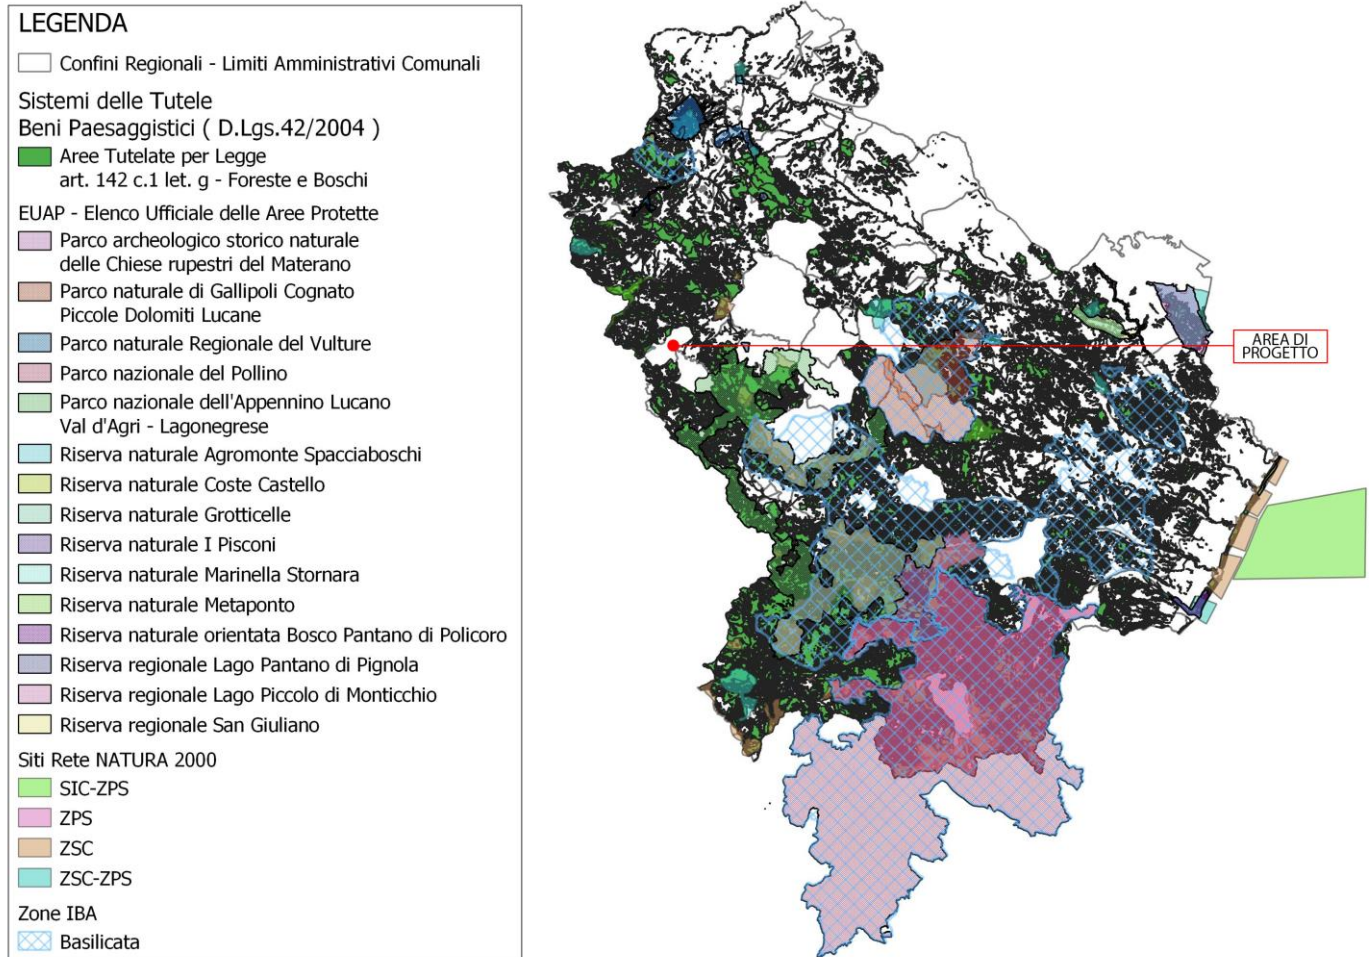 LEGENDA
Confini Regionali - Limiti Amministrativi Comunali
Sistemi delle Tutele
Beni Paesaggistici ( D.Lgs.42/2004 )
Aree Tutelate per Legge
art. 142 c.1 let. g - Foreste e Boschi
EUAP - Elenco Ufficiale delle Aree Protette
Parco archeologico storico naturale
delle Chiese rupestri del Materano
Parco naturale di Gallipoli Cognato
Piccole Dolomiti Lucane
Parco naturale Regionale del Vulture
Parco nazionale del Pollino
Parco nazionale dell'Appennino Lucano
Val d'Agri - Lagonegrese
Riserva naturale Agromonte Spacciaboschi
Riserva naturale Coste Castello
Riserva naturale Grotticelle
Riserva naturale I Pisconi
Riserva naturale Marinella Stornara
Riserva naturale Metaponto
Riserva naturale orientata Bosco Pantano di Policoro
Riserva regionale Lago Pantano di Pignola
Riserva regionale Lago Piccolo di Monticchio
Riserva regionale San Giuliano
Siti Rete NATURA 2000
SIC-ZPS
ZPS
ZSC
ZSC-ZPS
Zone IBA
Basilicata
AREA DI
PROGETTO